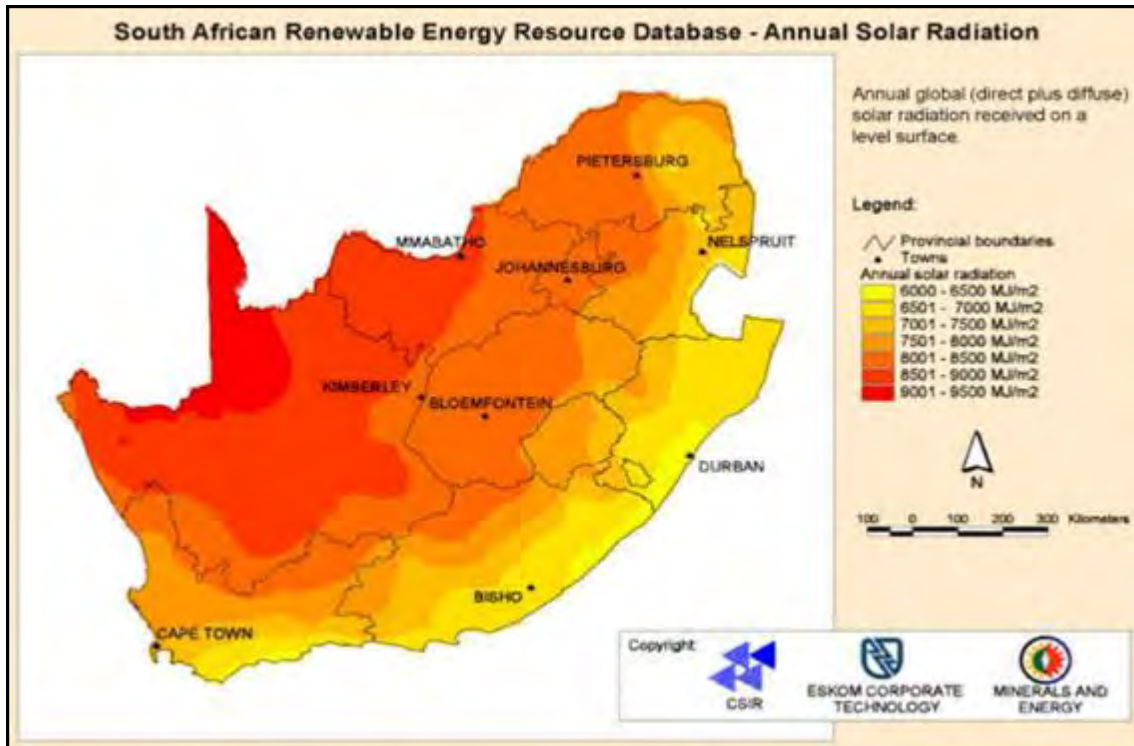 South African Renewable Energy Resource Database - Annual Solar Radiation
Annual global (direct plus diffuse)
solar radiation received on a
level surface.
PIETERSBURG
MMABATHO
NELSPRUIT
JOHANNESBURG
KIMBERLEY
BLOEMFONTEIN
DURBAN
BISHO
CAPE TOWN
Legend:
Provincial boundaries
Towns
Annual solar radiation
6000 - 6500 MJ/m2
6501 - 7000 MJ/m2
7001 - 7500 MJ/m2
7501 - 8000 MJ/m2
8001 - 8500 MJ/m2
8501 - 9000 MJ/m2
9001 - 9500 MJ/m2
N
100 0 100 200 300 Kilometers
Copyright:
CSIR
ESKOM CORPORATE
TECHNOLOGY
MINERALS AND
ENERGY